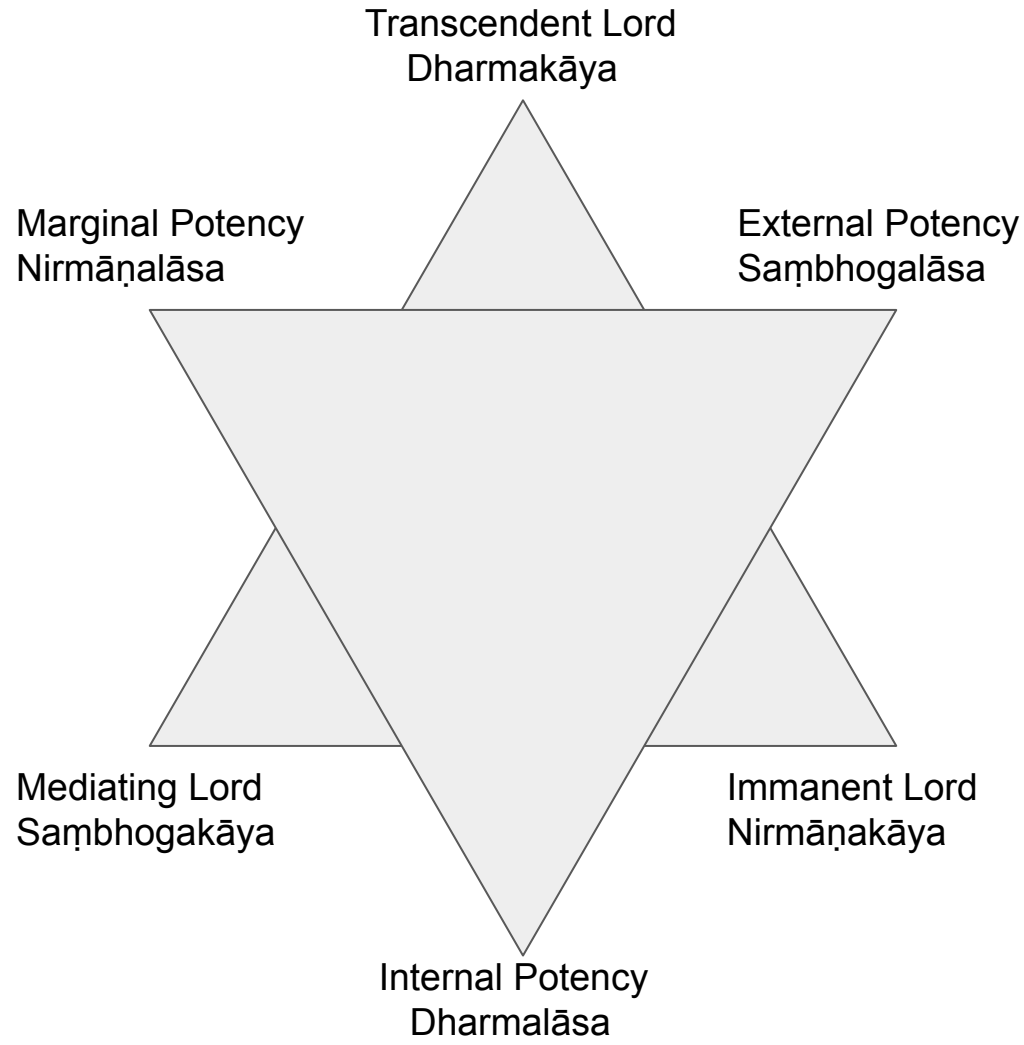 Transcendent Lord
Dharmakāya
Marginal Potency
Nirmāṇalāsa
External Potency
Saṃbhogalāsa
Mediating Lord
Saṃbhogakāya
Immanent Lord
Nirmāṇakāya
Internal Potency
Dharmalāsa